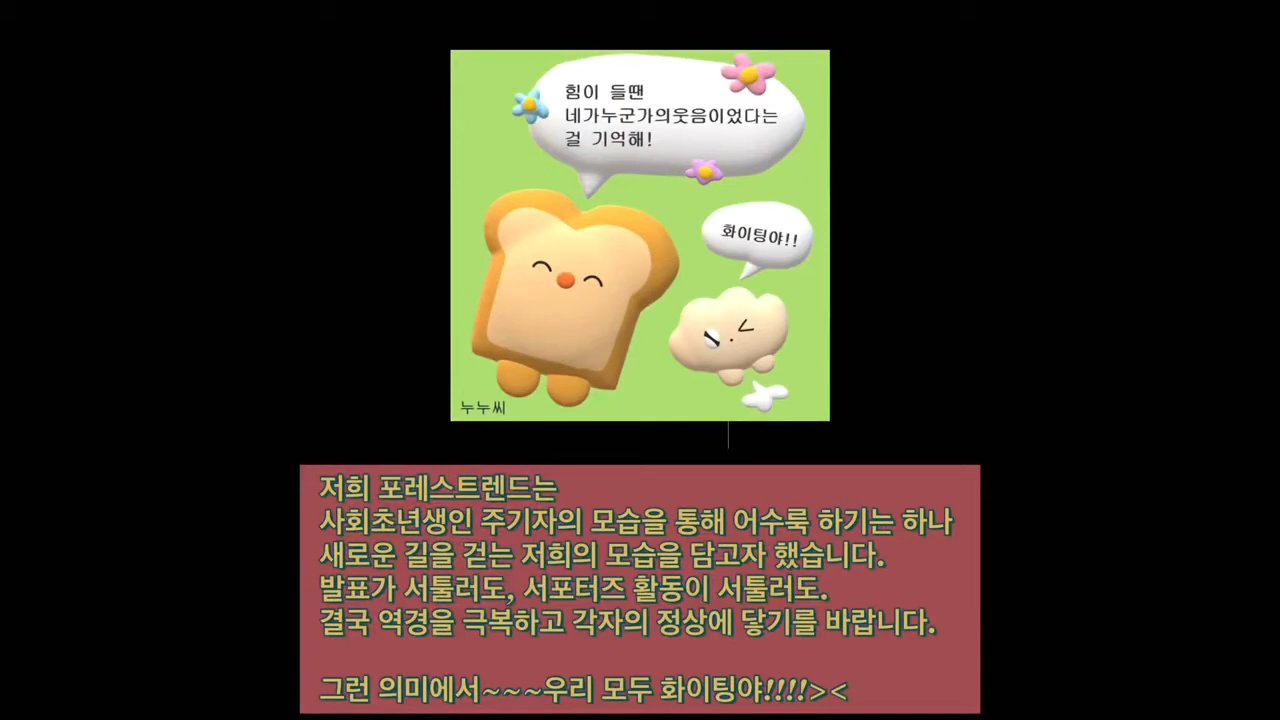 힘이 들땐
네가누군가의웃음이었다는
걸 기억해!
화이팅야!!
누누씨
저희 포레스트렌드는
사회초년생인 주기자의 모습을 통해 어수룩 하기는 하나
새로운 길을 걷는 저희의 모습을 담고자 했습니다.
발표가 서툴러도, 서포터즈 활동이 서툴러도.
결국 역경을 극복하고 각자의 정상에 닿기를 바랍니다.
그런 의미에서~~~우리 모두 화이팅야!!!!><